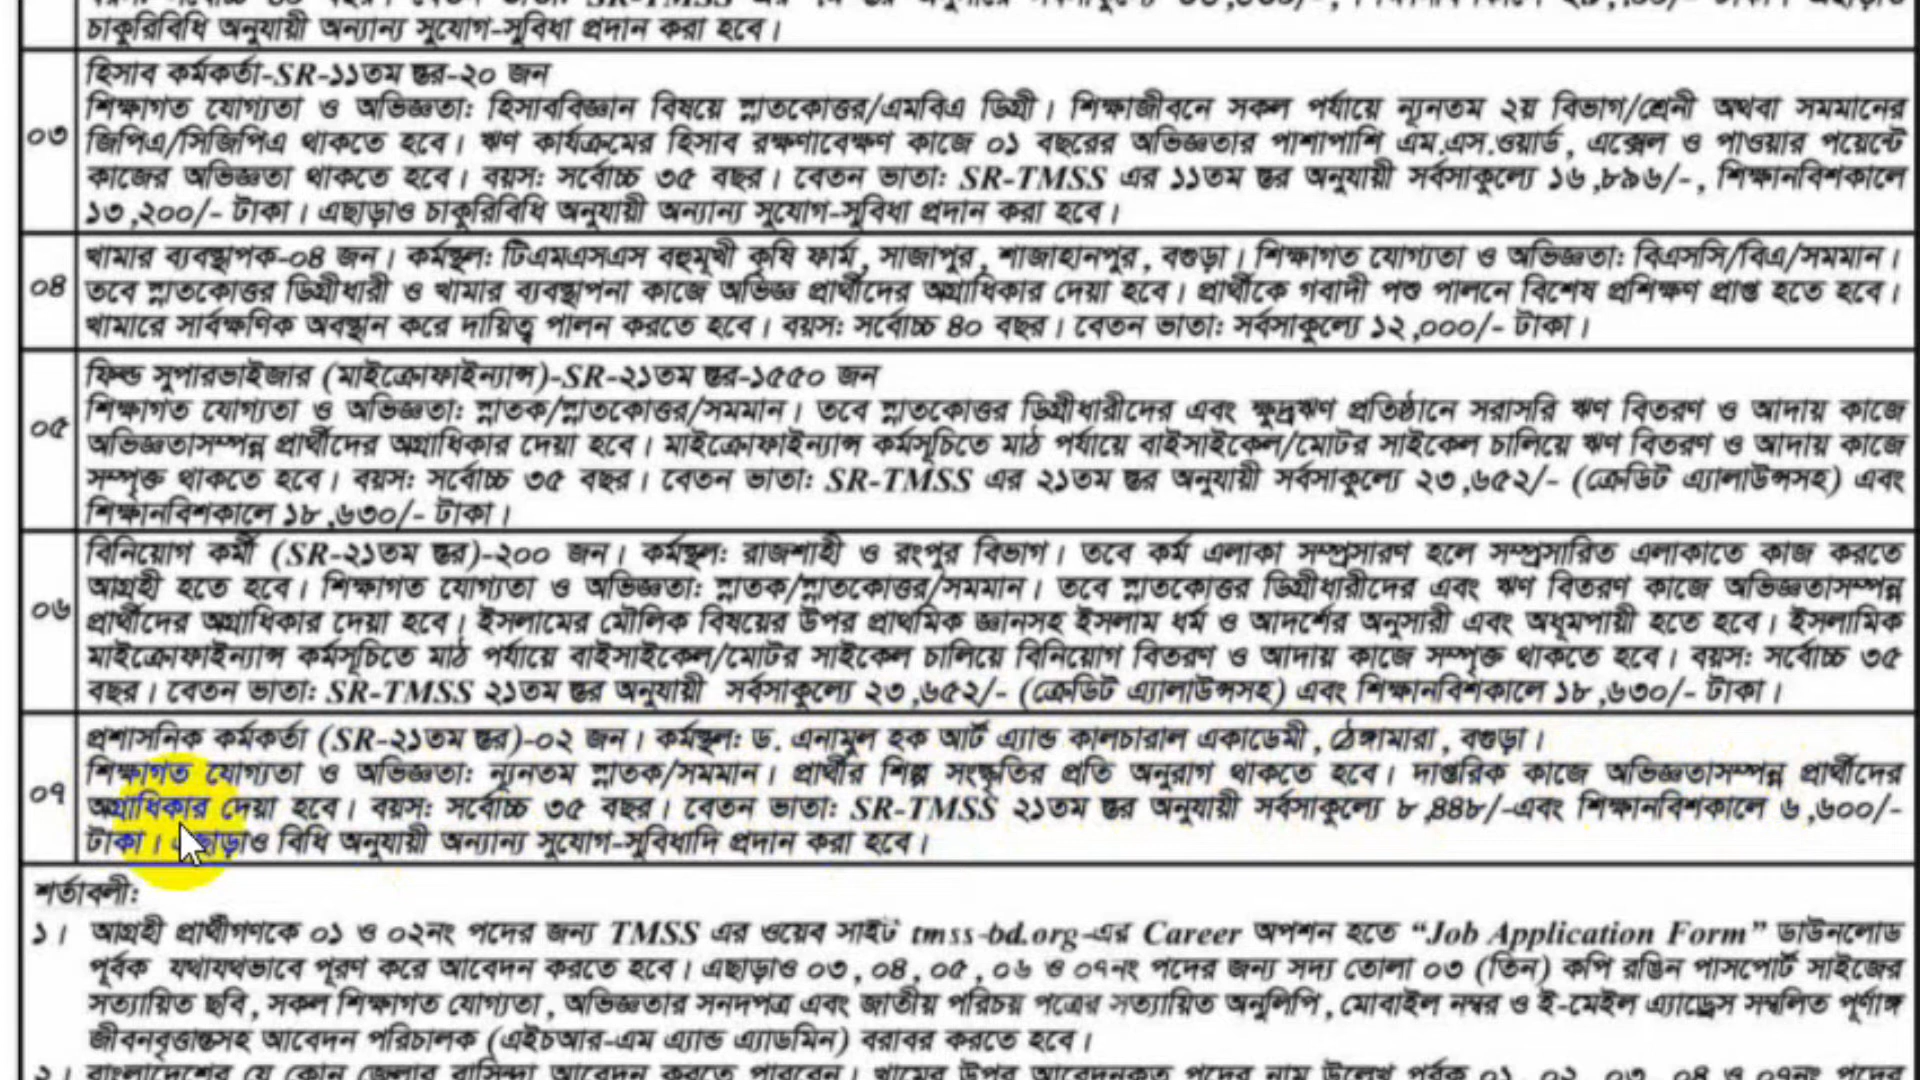 চাকুরিবিধি অনুযায়ী অন্যান্য সুযোগ-সুবিধা প্রদান করা হবে।
হিসাব কর্মকর্তা-SR-১১তম স্তর-২০ জন
শিক্ষাগত যোগ্যতা ও অভিজ্ঞতা: হিসাববিজ্ঞান বিষয়ে স্নাতকোত্তর/এমবিএ ডিগ্রী। শিক্ষাজীবনে সকল পর্যায়ে ন্যূনতম ২য় বিভাগ/শ্রেনী অথবা সমমানের
০৩ জিপিএ/সিজিপিএ থাকতে হবে। ঋণ কার্যক্রমের হিসাব রক্ষণাবেক্ষণ কাজে ০১ বছরের অভিজ্ঞতার পাশাপাশি এম.এস.ওয়ার্ড, এক্সেল ও পাওয়ার পয়েন্টে
কাজের অভিজ্ঞতা থাকতে হবে। বয়স: সর্বোচ্চ ৩৫ বছর। বেতন ভাতা: SR-TMSS এর ১১তম স্তর অনুযায়ী সর্বসাকুল্যে ১৬,৮৯৬/-, শিক্ষানবিশকালে
১৩,২০০/- টাকা। এছাড়াও চাকুরিবিধি অনুযায়ী অন্যান্য সুযোগ-সুবিধা প্রদান করা হবে।
খামার ব্যবস্থাপক-০৪ জন। কর্মস্থল: টিএমএসএস বহুমূখী কৃষি ফার্ম, সাজাপুর, শাজাহানপুর, বগুড়া। শিক্ষাগত যোগ্যতা ও অভিজ্ঞতা: বিএসসি/বিএ/সমমান।
০৪ তবে স্নাতকোত্তর ডিগ্রীধারী ও খামার ব্যবস্থাপনা কাজে অভিজ্ঞ প্রার্থীদের অগ্রাধিকার দেয়া হবে। প্রার্থীকে গবাদী পশু পালনে বিশেষ প্রশিক্ষণ প্রাপ্ত হতে হবে।
খামারে সার্বক্ষণিক অবস্থান করে দায়িত্ব পালন করতে হবে। বয়স: সর্বোচ্চ ৪০ বছর। বেতন ভাতা: সর্বসাকুল্যে ১২,০০০/- টাকা।
ফিল্ড সুপারভাইজার (মাইক্রোফাইন্যান্স)-SR-২১তম স্তর-১৫৫০ জন
শিক্ষাগত যোগ্যতা ও অভিজ্ঞতা: স্নাতক/স্নাতকোত্তর/সমমান। তবে স্নাতকোত্তর ডিগ্রীধারীদের এবং ক্ষুদ্রঋণ প্রতিষ্ঠানে সরাসরি ঋণ বিতরণ ও আদায় কাজে
০৫ অভিজ্ঞতাসম্পন্ন প্রার্থীদের অগ্রাধিকার দেয়া হবে। মাইক্রোফাইন্যান্স কর্মসূচিতে মাঠ পর্যায়ে বাইসাইকেল/মোটর সাইকেল চালিয়ে ঋণ বিতরণ ও আদায় কাজে
সম্পৃক্ত থাকতে হবে। বয়স: সর্বোচ্চ ৩৫ বছর। বেতন ভাতা: SR-TMSS এর ২১তম স্তর অনুযায়ী সর্বসাকুল্যে ২৩,৬৫২/- (ক্রেডিট এ্যালাউন্সসহ) এবং
শিক্ষানবিশকালে ১৮,৬৩০/- টাকা।
বিনিয়োগ কর্মী (SR-২১তম স্তর)-২০০ জন। কর্মস্থল: রাজশাহী ও রংপুর বিভাগ। তবে কর্ম এলাকা সম্প্রসারণ হলে সম্প্রসারিত এলাকাতে কাজ করতে
আগ্রহী হতে হবে। শিক্ষাগত যোগ্যতা ও অভিজ্ঞতা: স্নাতক/স্নাতকোত্তর/সমমান। তবে স্নাতকোত্তর ডিগ্রীধারীদের এবং ঋণ বিতরণ কাজে অভিজ্ঞতাসম্পন্ন
০৬ প্রার্থীদের অগ্রাধিকার দেয়া হবে। ইসলামের মৌলিক বিষয়ের উপর প্রাথমিক জ্ঞানসহ ইসলাম ধর্ম ও আদর্শের অনুসারী এবং অধূমপায়ী হতে হবে। ইসলামিক
মাইক্রোফাইন্যান্স কর্মসূচিতে মাঠ পর্যায়ে বাইসাইকেল/মোটর সাইকেল চালিয়ে বিনিয়োগ বিতরণ ও আদায় কাজে সম্পৃক্ত থাকতে হবে। বয়স: সর্বোচ্চ ৩৫
বছর। বেতন ভাতা: SR-TMSS ২১তম স্তর অনুযায়ী সর্বসাকুল্যে ২৩,৬৫২/- (ক্রেডিট এ্যালাউন্সসহ) এবং শিক্ষানবিশকালে ১৮,৬৩০/- টাকা।
প্রশাসনিক কর্মকর্তা (SR-২১তম স্তর)-০২ জন। কর্মস্থল: ড. এনামুল হক আর্ট এ্যান্ড কালচারাল একাডেমী, ঠেঙ্গামারা, বগুড়া।
শিক্ষাগত যোগ্যতা ও অভিজ্ঞতা: ন্যূনতম স্নাতক/সমমান। প্রার্থীর শিল্প সংস্কৃতির প্রতি অনুরাগ থাকতে হবে। দাপ্তরিক কাজে অভিজ্ঞতাসম্পন্ন প্রার্থীদের
০৭ অগ্রাধিকার দেয়া হবে। বয়স: সর্বোচ্চ ৩৫ বছর। বেতন ভাতা: SR-TMSS ২১তম স্তর অনুযায়ী সর্বসাকুল্যে ৮,৪৪৮/-এবং শিক্ষানবিশকালে ৬,৬০০/-
টাকা। এছাড়াও বিধি অনুযায়ী অন্যান্য সুযোগ-সুবিধাদি প্রদান করা হবে।
শর্তাবলী:
১। আগ্রহী প্রার্থীগণকে ০১ ও ০২নং পদের জন্য TMSS এর ওয়েব সাইট tmss-bd.org-এর Career অপশন হতে “Job Application Form” ডাউনলোড
পূর্বক যথাযথভাবে পূরণ করে আবেদন করতে হবে। এছাড়াও ০৩, ০৪, ০৫, ০৬ ও ০৭নং পদের জন্য সদ্য তোলা ০৩ (তিন) কপি রঙিন পাসপোর্ট সাইজের
সত্যায়িত ছবি, সকল শিক্ষাগত যোগ্যতা, অভিজ্ঞতার সনদপত্র এবং জাতীয় পরিচয় পত্রের সত্যায়িত অনুলিপি, মোবাইল নম্বর ও ই-মেইল এ্যাড্রেস সম্বলিত পূর্ণাঙ্গ
জীবনবৃত্তান্তসহ আবেদন পরিচালক (এইচআর-এম এ্যান্ড এ্যাডমিন) বরাবর করতে হবে।
২। বাংলাদেশের যে কোন জেলার বাসিন্দা আবেদন করতে পারবেন। খামের উপর আবেদনকৃত পদের নাম উল্লেখ পূর্বক ০১, ০২, ০৩, ০৪ ও ০৭নং পদের